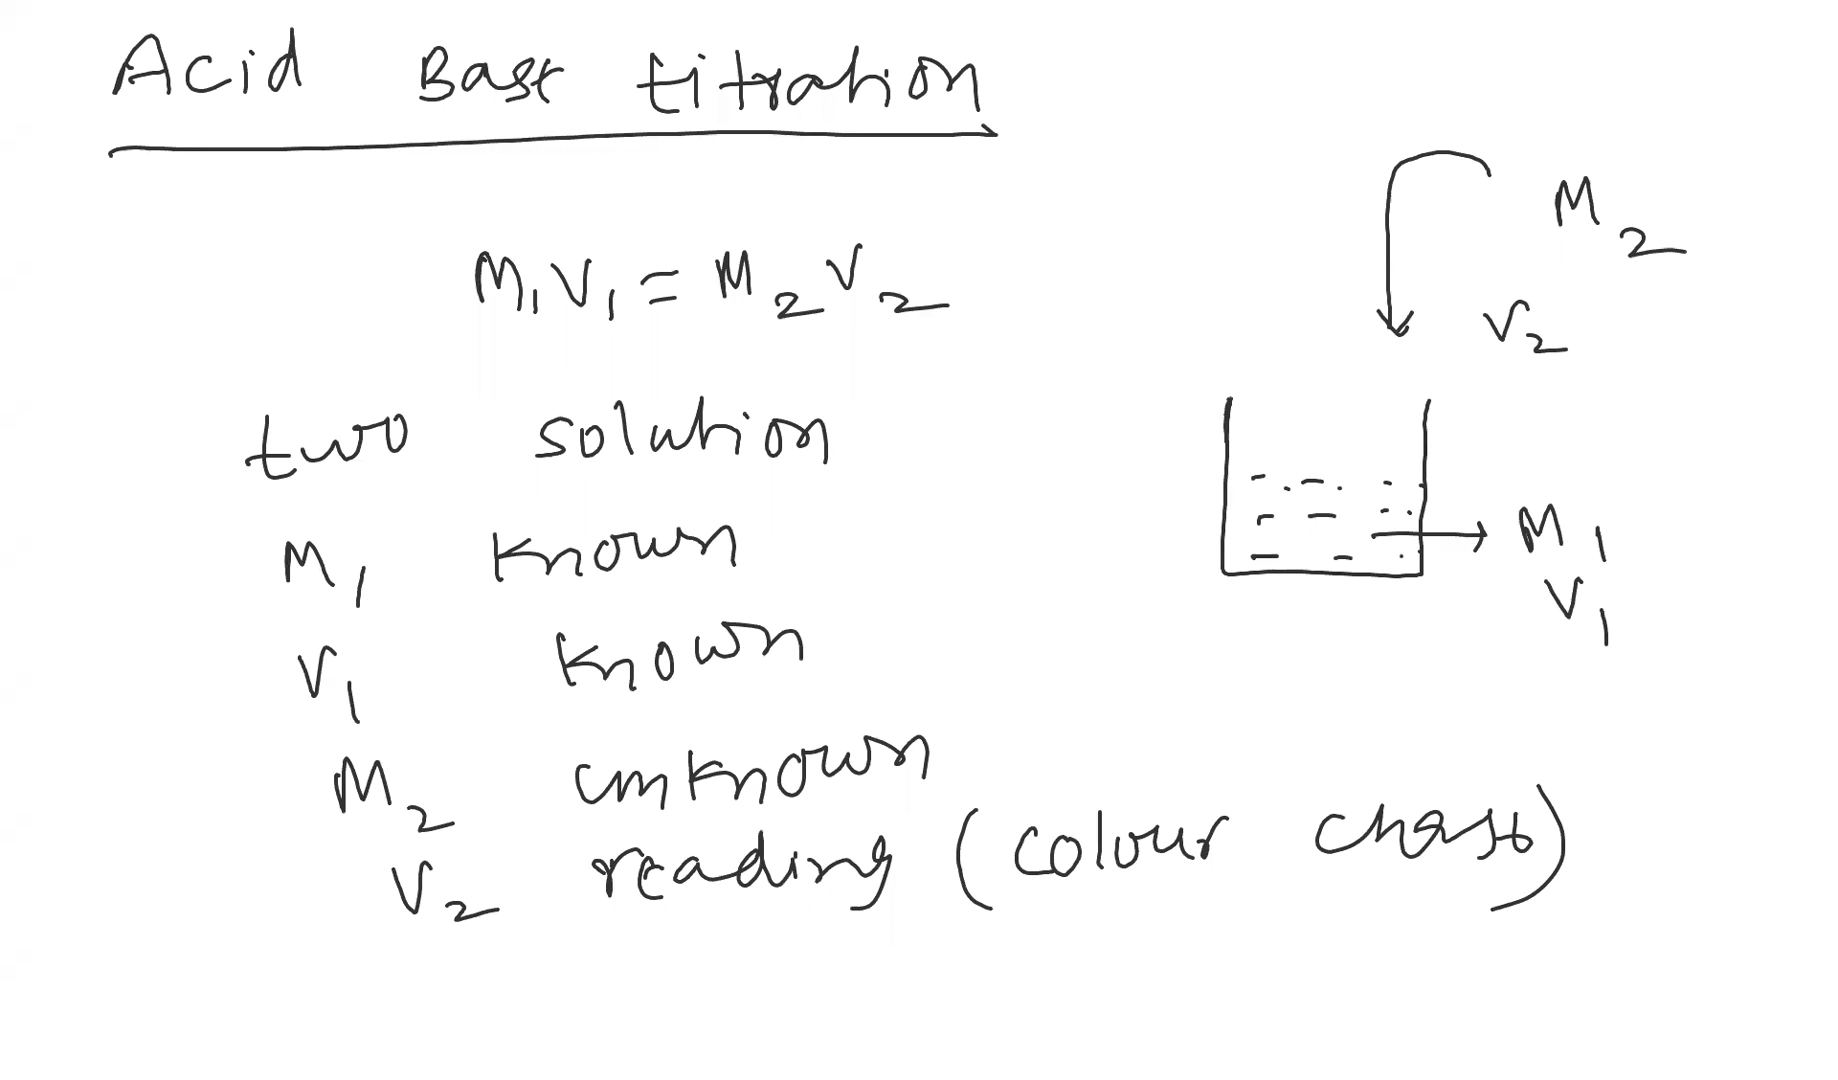 Acid Base titration
M₁V₁ = M₂V₂
two solution
M₁ known
V₁ known
M₂ unknown
V₂ reading (colour
M₂
V₂
M₁
V₁